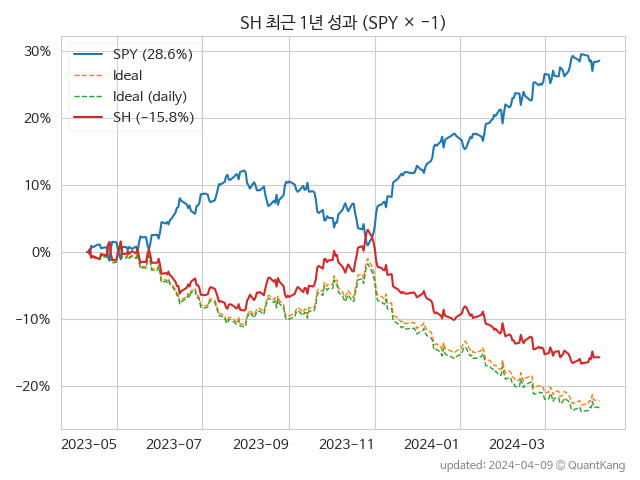 SH 최근 1년 성과 (SPY × −1)
SPY (28.6%)
Ideal
Ideal (daily)
SH (−15.8%)
30%
20%
10%
0%
−10%
−20%
2023-05 2023-07 2023-09 2023-11 2024-01 2024-03
updated: 2024-04-09 © QuantKang